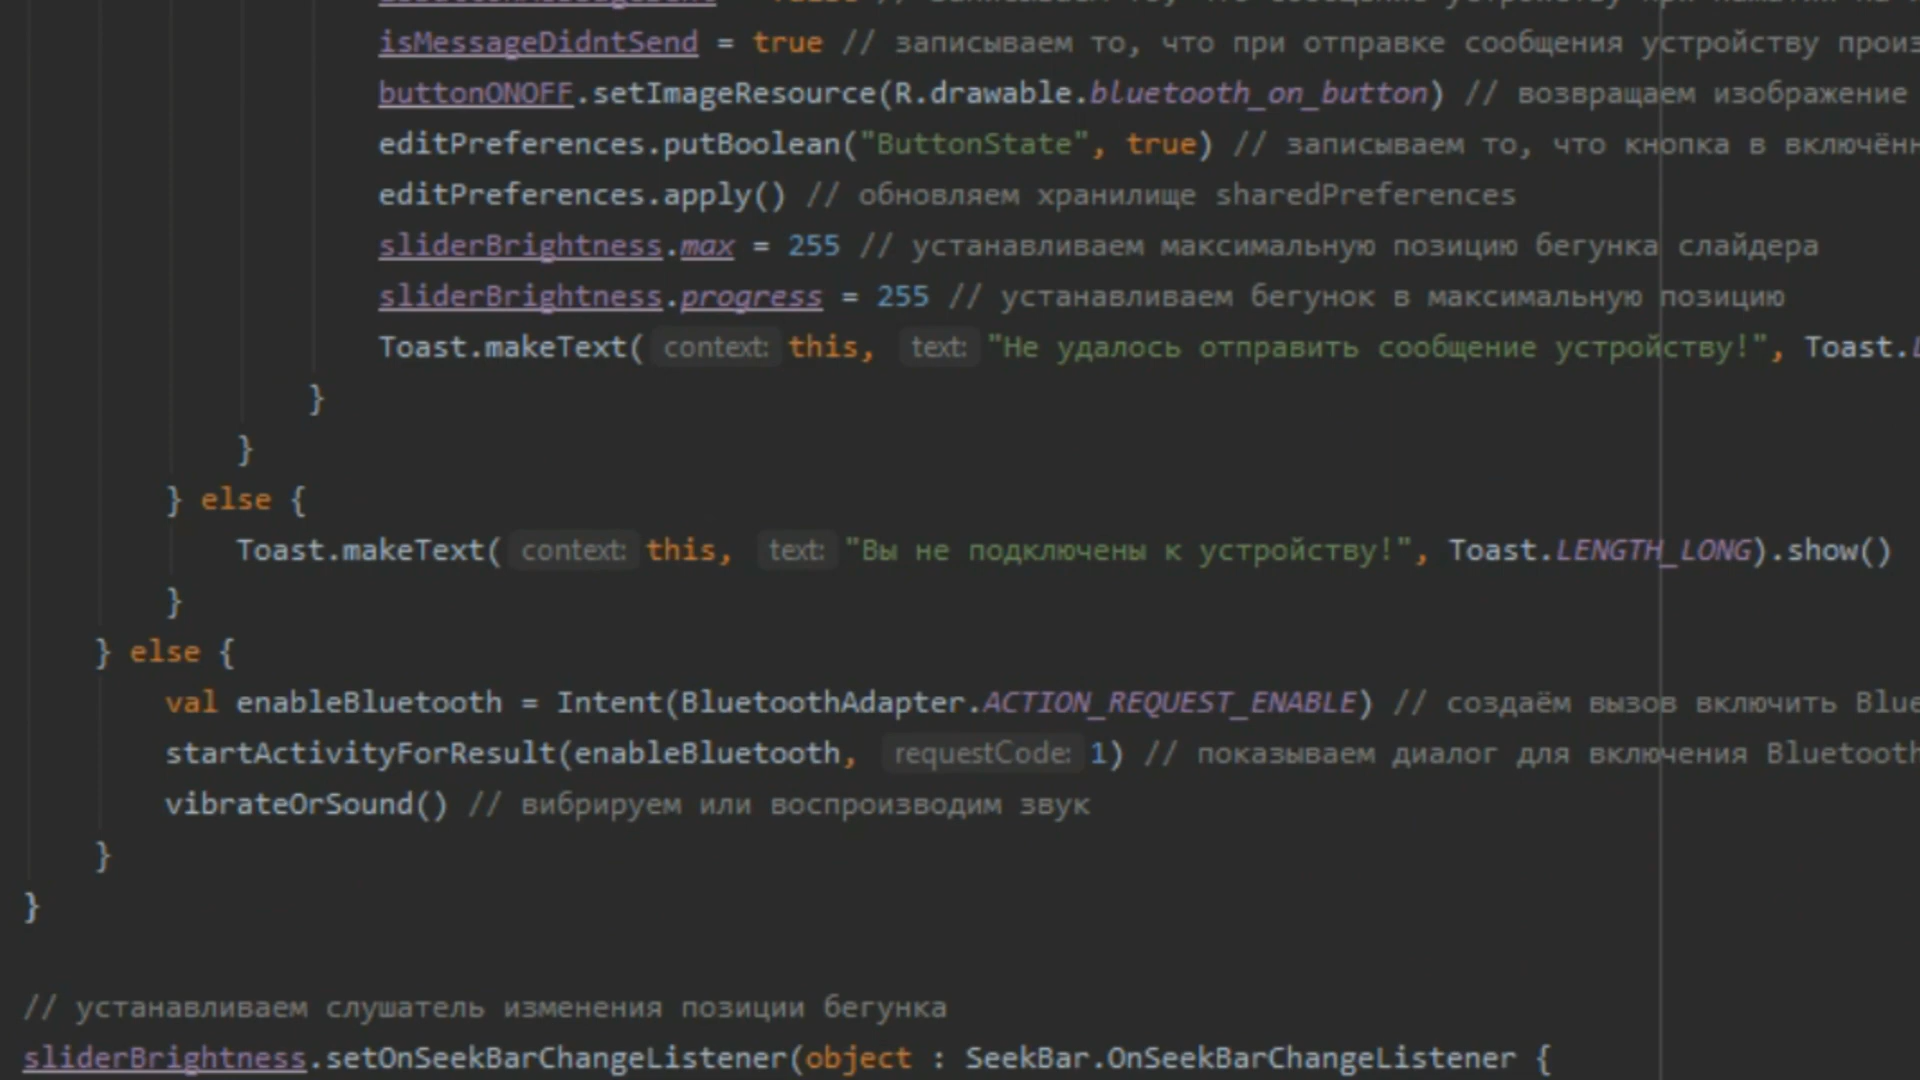 isMessageDidntSend = true // записываем то, что при отправке сообщения устройству
buttonONOFF.setImageResource(R.drawable.bluetooth_on_button) // возвращаем изображение
editPreferences.putBoolean("ButtonState", true) // записываем то, что кнопка в
editPreferences.apply() // обновляем хранилище sharedPreferences
sliderBrightness.max = 255 // устанавливаем максимальную позицию бегунка слайдера
sliderBrightness.progress = 255 // устанавливаем бегунок в максимальную позицию
Toast.makeText( context: this, text: "Не удалось отправить сообщение устройству!", Toast.
}
}
} else {
Toast.makeText( context: this, text: "Вы не подключены к устройству!", Toast.LENGTH_LONG).show()
}
} else {
val enableBluetooth = Intent(BluetoothAdapter.ACTION_REQUEST_ENABLE) // создаём вызов включить
startActivityForResult(enableBluetooth, requestCode: 1) // показываем диалог для включения Bluetooth
vibrateOrSound() // вибрируем или воспроизводим звук
}
}
// устанавливаем слушатель изменения позиции бегунка
sliderBrightness.setOnSeekBarChangeListener(object : SeekBar.OnSeekBarChangeListener {